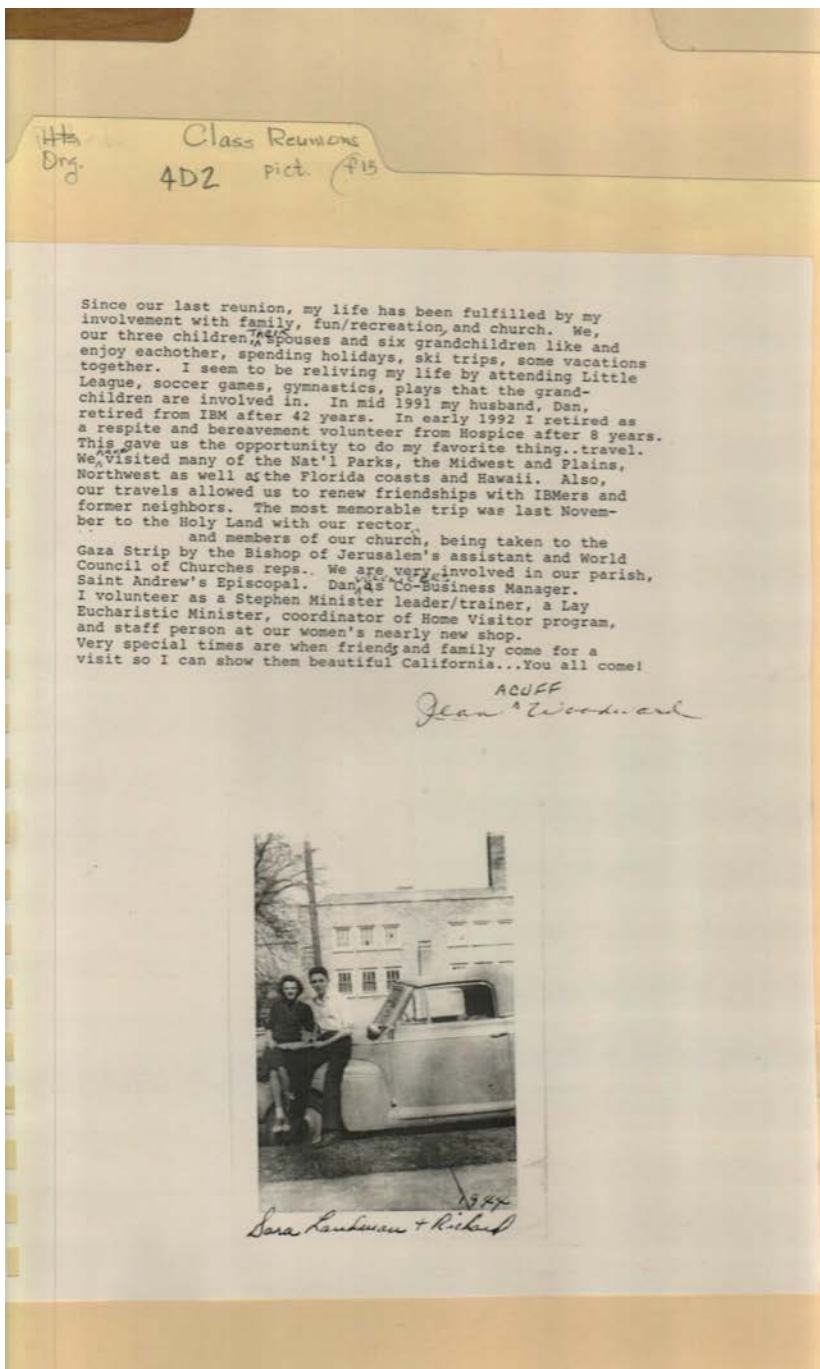 Hts Class Reunions
Org. 4D2 pict. f15
Since our last reunion, my life has been fulfilled by my
involvement with family, fun/recreation, and church. We,
our three children, THEIR spouses and six grandchildren like and
enjoy eachother, spending holidays, ski trips, some vacations
together. I seem to be reliving my life by attending Little
League, soccer games, gymnastics, plays that the grand-
children are involved in. In mid 1991 my husband, Dan,
retired from IBM after 42 years. In early 1992 I retired as
a respite and bereavement volunteer from Hospice after 8 years.
This gave us the opportunity to do my favorite thing..travel.
We have visited many of the Nat'l Parks, the Midwest and Plains,
Northwest as well as the Florida coasts and Hawaii. Also,
our travels allowed us to renew friendships with IBMers and
former neighbors. The most memorable trip was last Novem-
ber to the Holy Land with our rector
and members of our church, being taken to the
Gaza Strip by the Bishop of Jerusalem's assistant and World
Council of Churches reps.. We are very involved in our parish,
Saint Andrew's Episcopal. Dan volunteers as Co-Business Manager.
I volunteer as a Stephen Minister leader/trainer, a Lay
Eucharistic Minister, coordinator of Home Visitor program,
and staff person at our women's nearly new shop.
Very special times are when friends and family come for a
visit so I can show them beautiful California...You all come!
ACUFF
Jean Woodward
1944
Sara Landman + Richard